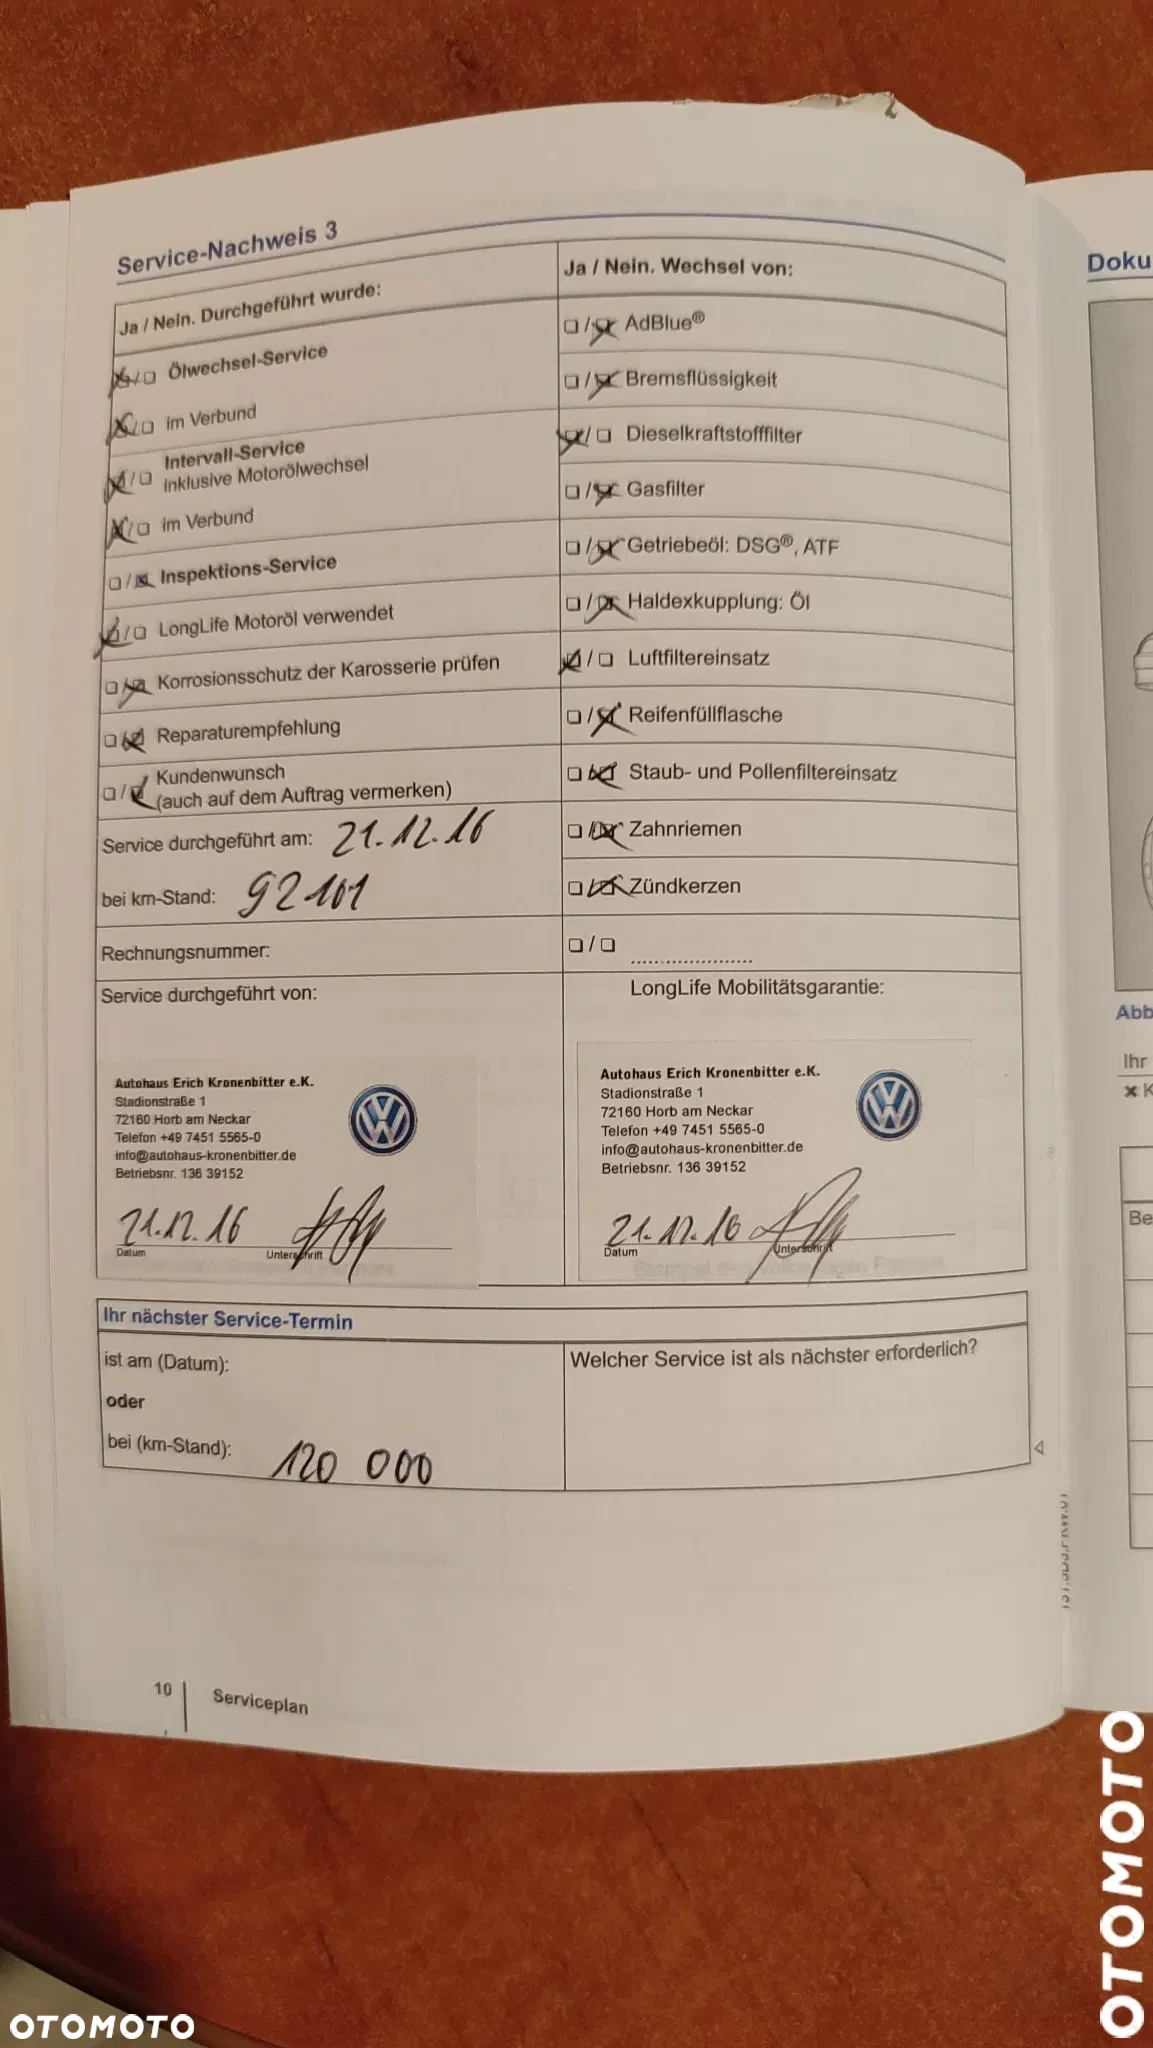 Service-Nachweis 3
Ja / Nein. Durchgeführt wurde:
Ölwechsel-Service
im Verbund
Intervall-Service
inklusive Motorölwechsel
im Verbund
Inspektions-Service
LongLife Motoröl verwendet
Korrosionsschutz der Karosserie prüfen
Reparaturempfehlung
Kundenwunsch
(auch auf dem Auftrag vermerken)
Service durchgeführt am: 21.12.16
bei km-Stand: 92101
Rechnungsnummer:
Service durchgeführt von:
Autohaus Erich Kronenbitter e.K.
Stadionstraße 1
72160 Horb am Neckar
Telefon +49 7451 5565-0
info@autohaus-kronenbitter.de
Betriebsnr. 136 39152
21.12.16
Datum
Unterschrift
Ja / Nein. Wechsel von:
AdBlue®
Bremsflüssigkeit
Dieselkraftstofffilter
Gasfilter
Getriebeöl: DSG®, ATF
Haldexkupplung: Öl
Luftfiltereinsatz
Reifenfüllflasche
Staub- und Pollenfiltereinsatz
Zahnriemen
Zündkerzen
LongLife Mobilitätsgarantie:
Autohaus Erich Kronenbitter e.K.
Stadionstraße 1
72160 Horb am Neckar
Telefon +49 7451 5565-0
info@autohaus-kronenbitter.de
Betriebsnr. 136 39152
21.12.16
Datum
Unterschrift
Ihr nächster Service-Termin
ist am (Datum):
oder
bei (km-Stand): 120 000
Welcher Service ist als nächster erforderlich?
10
Serviceplan
Doku
Abb
Ihr
K
Be
OTOMOTO
OTOMOTO